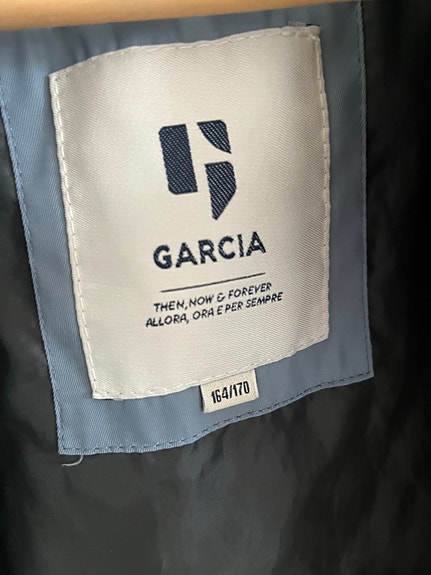 GARCIA
THEN, NOW & FOREVER
ALLORA, ORA E PER SEMPRE
164/170